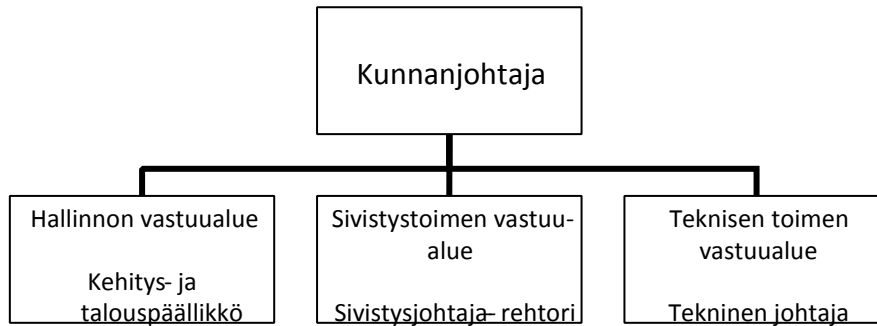 Kunnanjohtaja
Hallinnon vastuualue
Kehitys- ja
talouspäällikkö
Sivistystoimen vastuu-
alue
Sivistysjohtaja– rehtori
Teknisen toimen
vastuualue
Tekninen johtaja